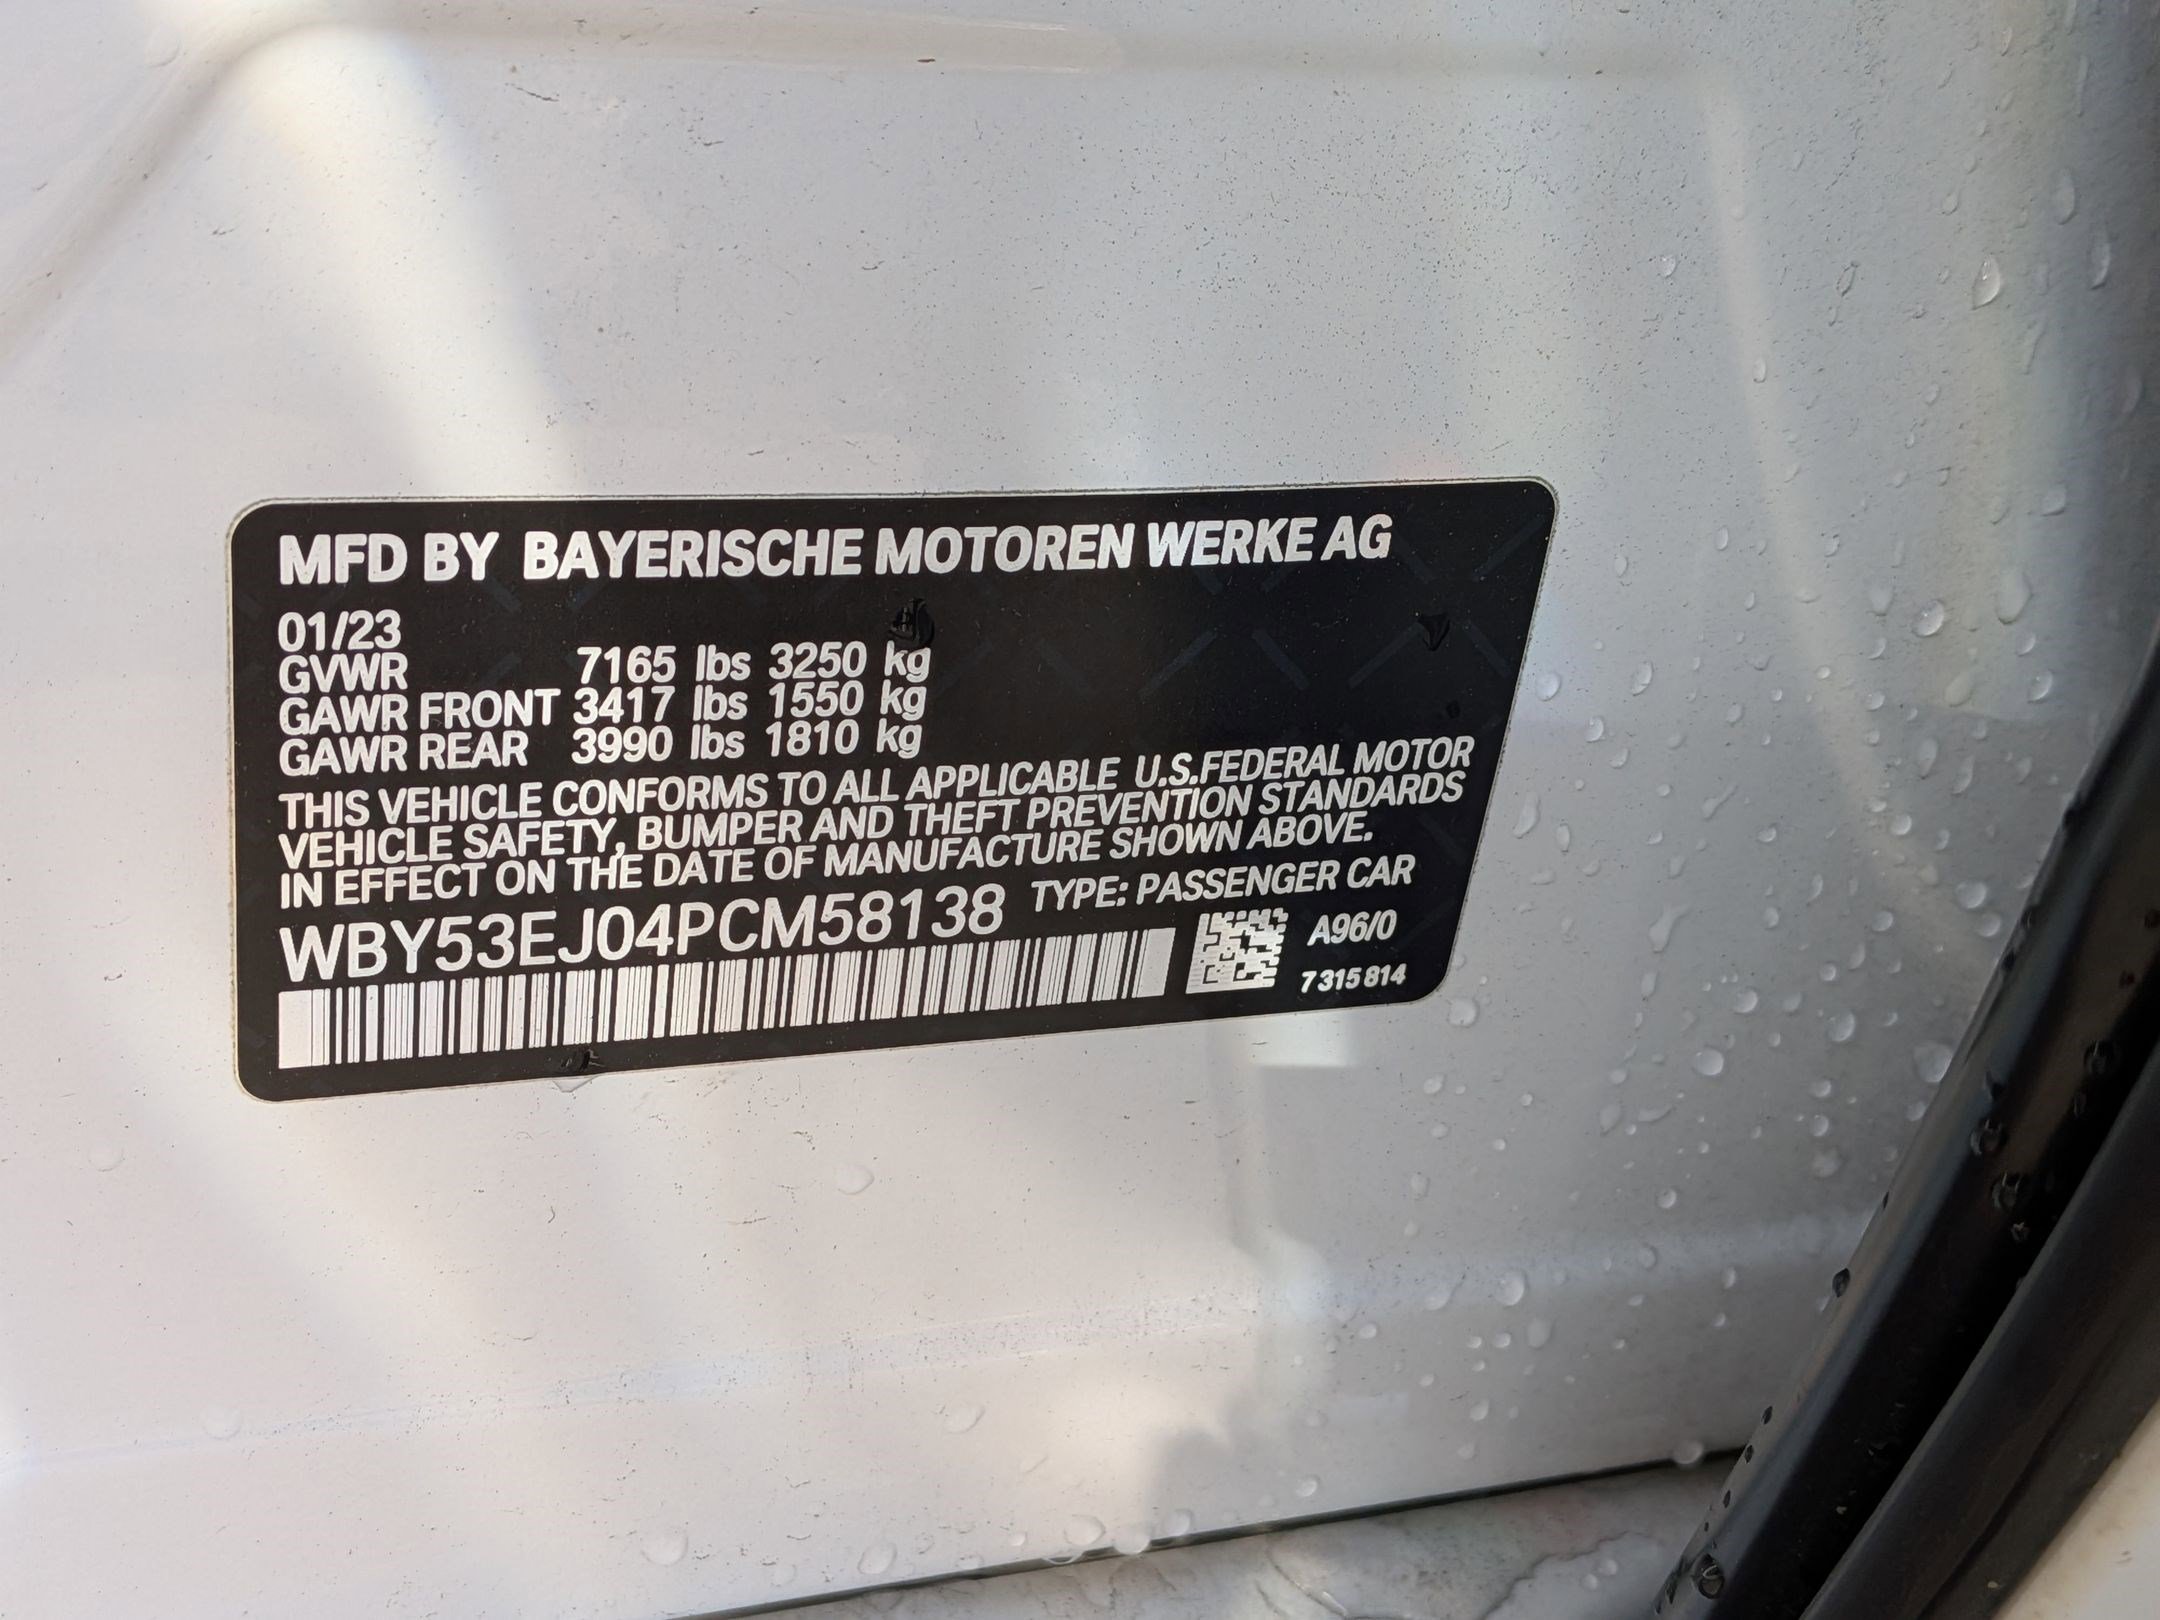 MFD BY BAYERISCHE MOTOREN WERKE AG
01/23
GVWR 7165 lbs 3250 kg
GAWR FRONT 3417 lbs 1550 kg
GAWR REAR 3990 lbs 1810 kg
THIS VEHICLE CONFORMS TO ALL APPLICABLE U.S.FEDERAL MOTOR
VEHICLE SAFETY, BUMPER AND THEFT PREVENTION STANDARDS
IN EFFECT ON THE DATE OF MANUFACTURE SHOWN ABOVE.
WBY53EJ04PCM58138 TYPE: PASSENGER CAR
A96/0
7 315 814